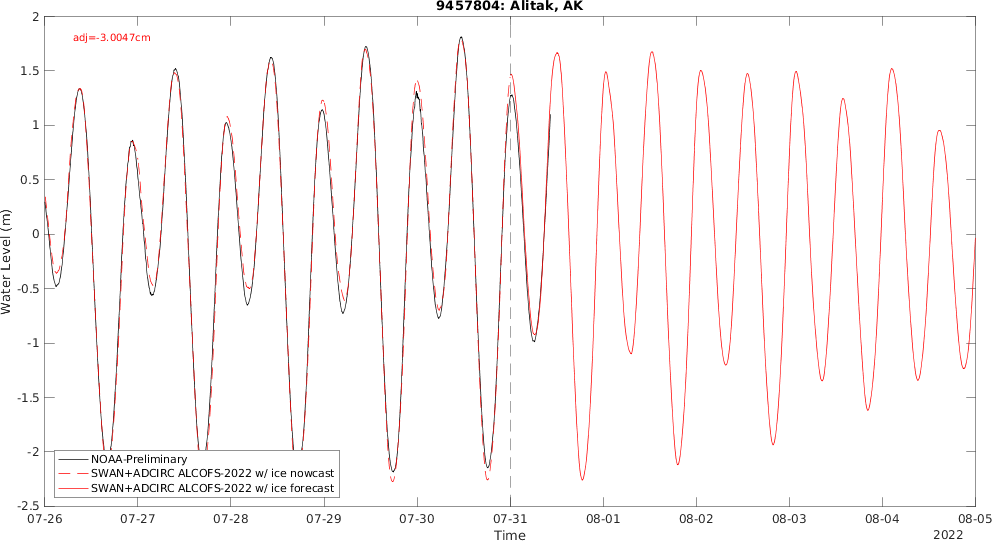 9457804: Alitak, AK
adj=-3.0047cm
2
1.5
1
0.5
0
-0.5
-1
-1.5
-2
-2.5
Water Level (m)
NOAA-Preliminary
SWAN+ADCIRC ALCOFS-2022 w/ ice nowcast
SWAN+ADCIRC ALCOFS-2022 w/ ice forecast
07-26 07-27 07-28 07-29 07-30 07-31 08-01 08-02 08-03 08-04 08-05
Time
2022